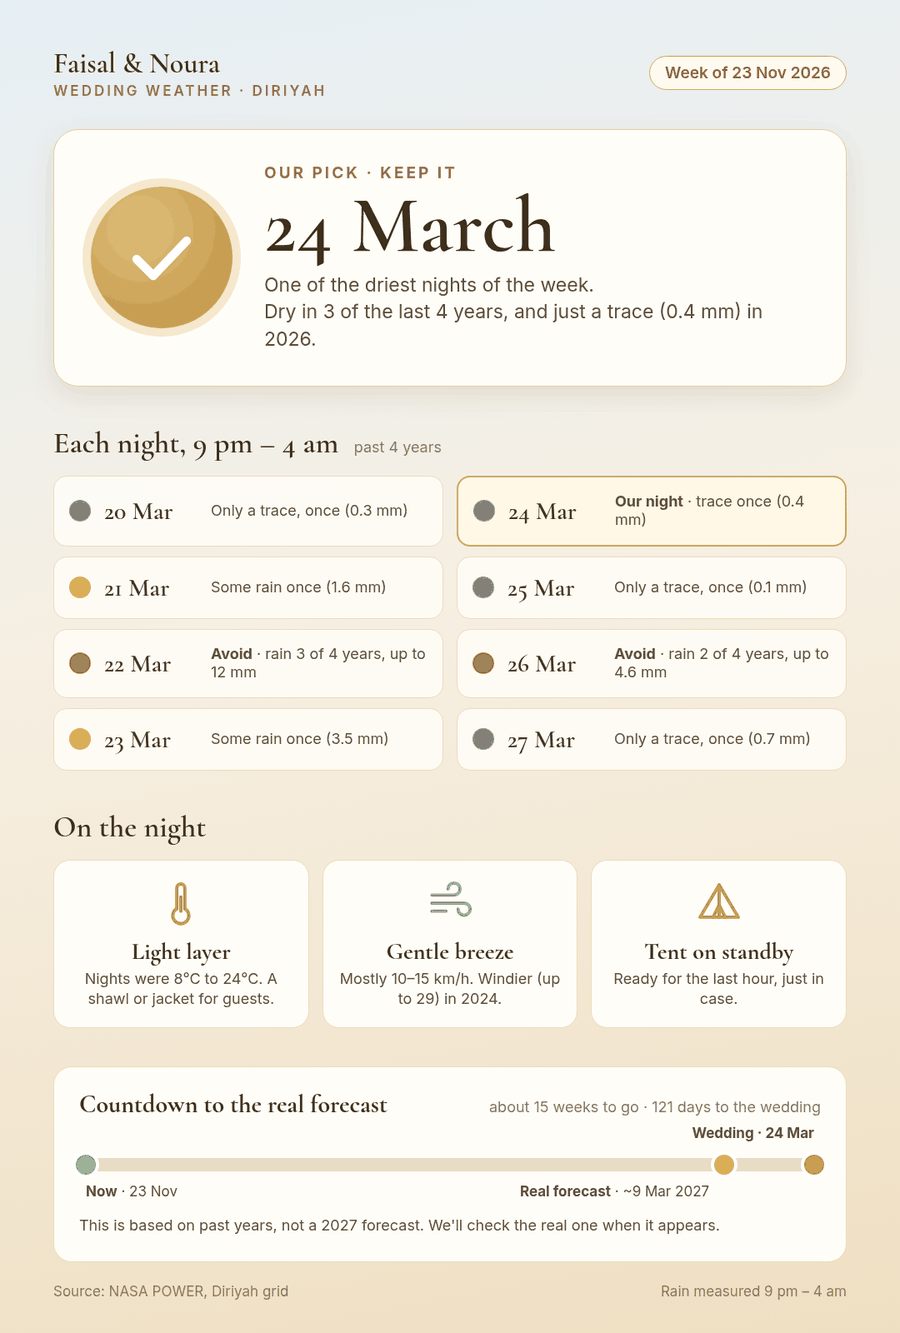 Faisal & Noura
WEDDING WEATHER · DIRIYAH
Week of 23 Nov 2026
OUR PICK · KEEP IT
24 March
One of the driest nights of the week.
Dry in 3 of the last 4 years, and just a trace (0.4 mm) in
2026.
Each night, 9 pm – 4 am past 4 years
20 Mar
Only a trace, once (0.3 mm)
24 Mar
Our night · trace once (0.4
mm)
21 Mar
Some rain once (1.6 mm)
25 Mar
Only a trace, once (0.1 mm)
22 Mar
Avoid · rain 3 of 4 years, up to
12 mm
26 Mar
Avoid · rain 2 of 4 years, up to
4.6 mm
23 Mar
Some rain once (3.5 mm)
27 Mar
Only a trace, once (0.7 mm)
On the night
Light layer
Nights were 8°C to 24°C. A
shawl or jacket for guests.
Gentle breeze
Mostly 10–15 km/h. Windier (up
to 29) in 2024.
Tent on standby
Ready for the last hour, just in
case.
Countdown to the real forecast
about 15 weeks to go · 121 days to the wedding
Wedding · 24 Mar
Now · 23 Nov
Real forecast · ~9 Mar 2027
This is based on past years, not a 2027 forecast. We'll check the real one when it appears.
Source: NASA POWER, Diriyah grid
Rain measured 9 pm – 4 am